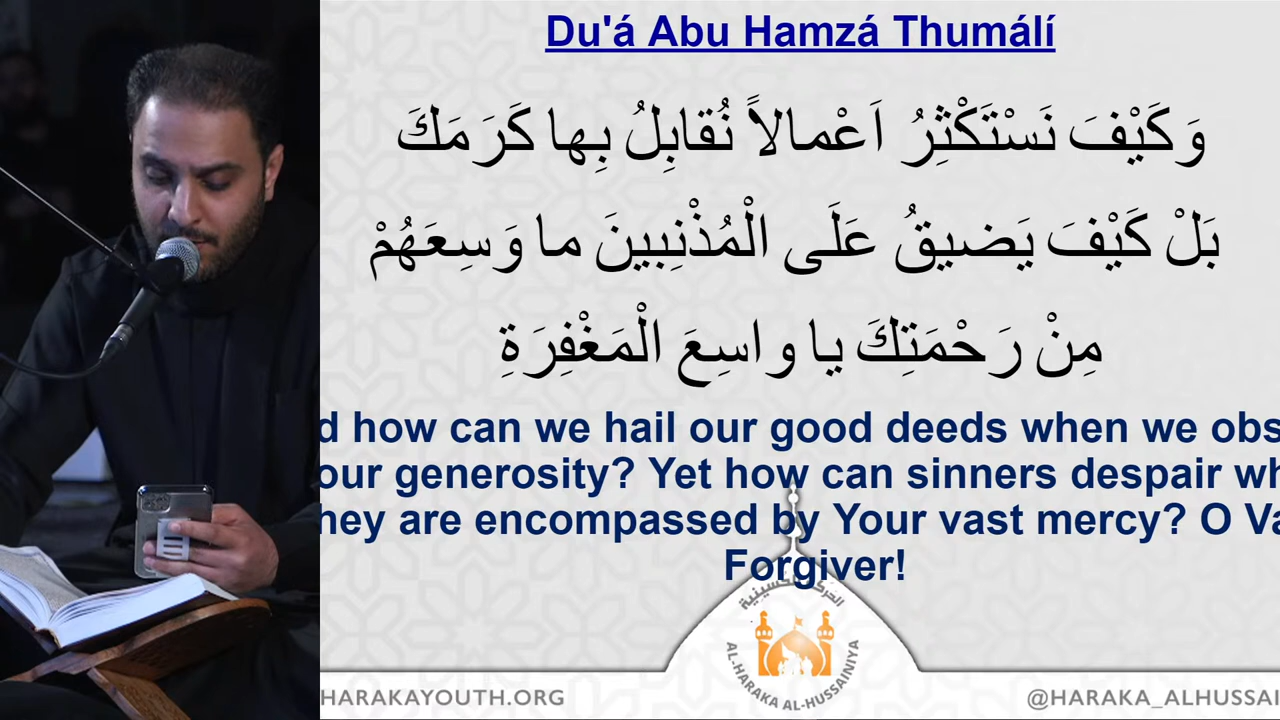 Du'á Abu Hamzá Thumálí
وَكَيْفَ نَسْتَكْثِرُ اَعْمالاً نُقابِلُ بِها كَرَمَكَ
بَلْ كَيْفَ يَضيقُ عَلَى الْمُذْنِبينَ ما وَسِعَهُمْ
مِنْ رَحْمَتِكَ يا واسِعَ الْمَغْفِرَةِ
d how can we hail our good deeds when we obs
our generosity? Yet how can sinners despair wh
hey are encompassed by Your vast mercy? O Va
Forgiver!
الحركة الحسينية
AL-HARAKA AL-HUSSAINIYA
HARAKAYOUTH.ORG
@HARAKA_ALHUSSAI